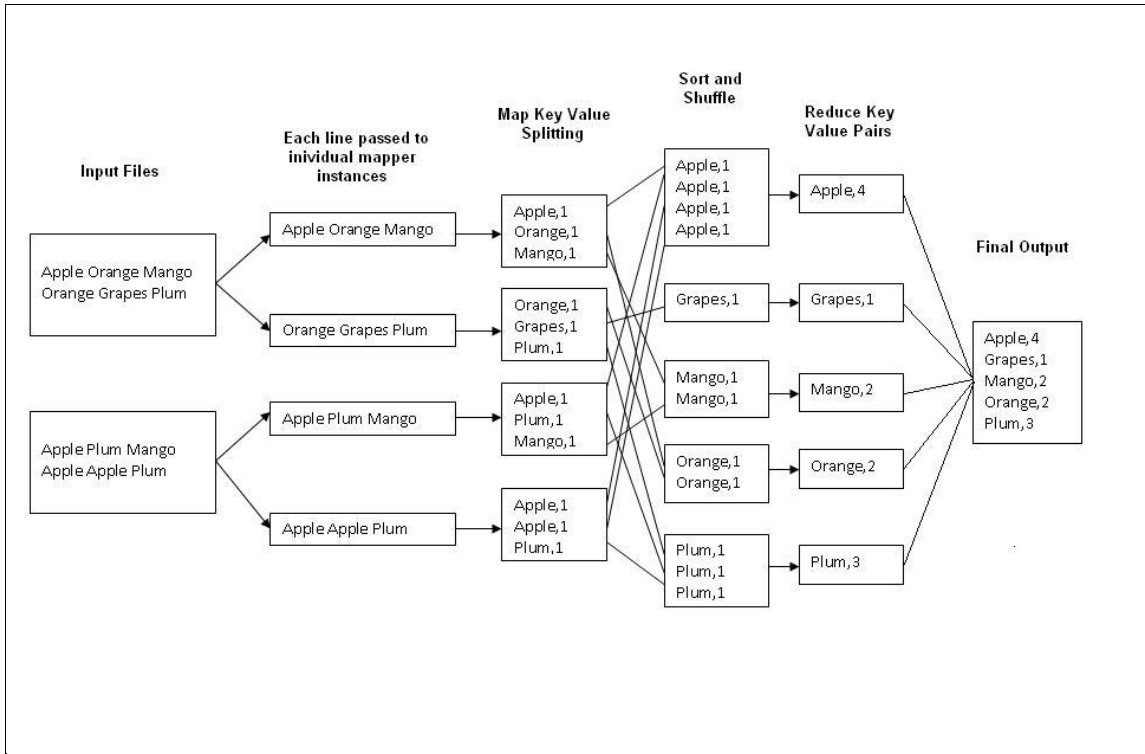 Input Files
Apple Orange Mango
Orange Grapes Plum
Apple Plum Mango
Apple Apple Plum
Each line passed to
inividual mapper
instances
Apple Orange Mango
Orange Grapes Plum
Apple Plum Mango
Apple Apple Plum
Map Key Value
Splitting
Apple,1
Orange,1
Mango,1
Orange,1
Grapes,1
Plum,1
Apple,1
Plum,1
Mango,1
Apple,1
Apple,1
Plum,1
Sort and
Shuffle
Apple,1
Apple,1
Apple,1
Apple,1
Grapes,1
Mango,1
Mango,1
Orange,1
Orange,1
Plum,1
Plum,1
Plum,1
Reduce Key
Value Pairs
Apple,4
Grapes,1
Mango,2
Orange,2
Plum,3
Final Output
Apple,4
Grapes,1
Mango,2
Orange,2
Plum,3